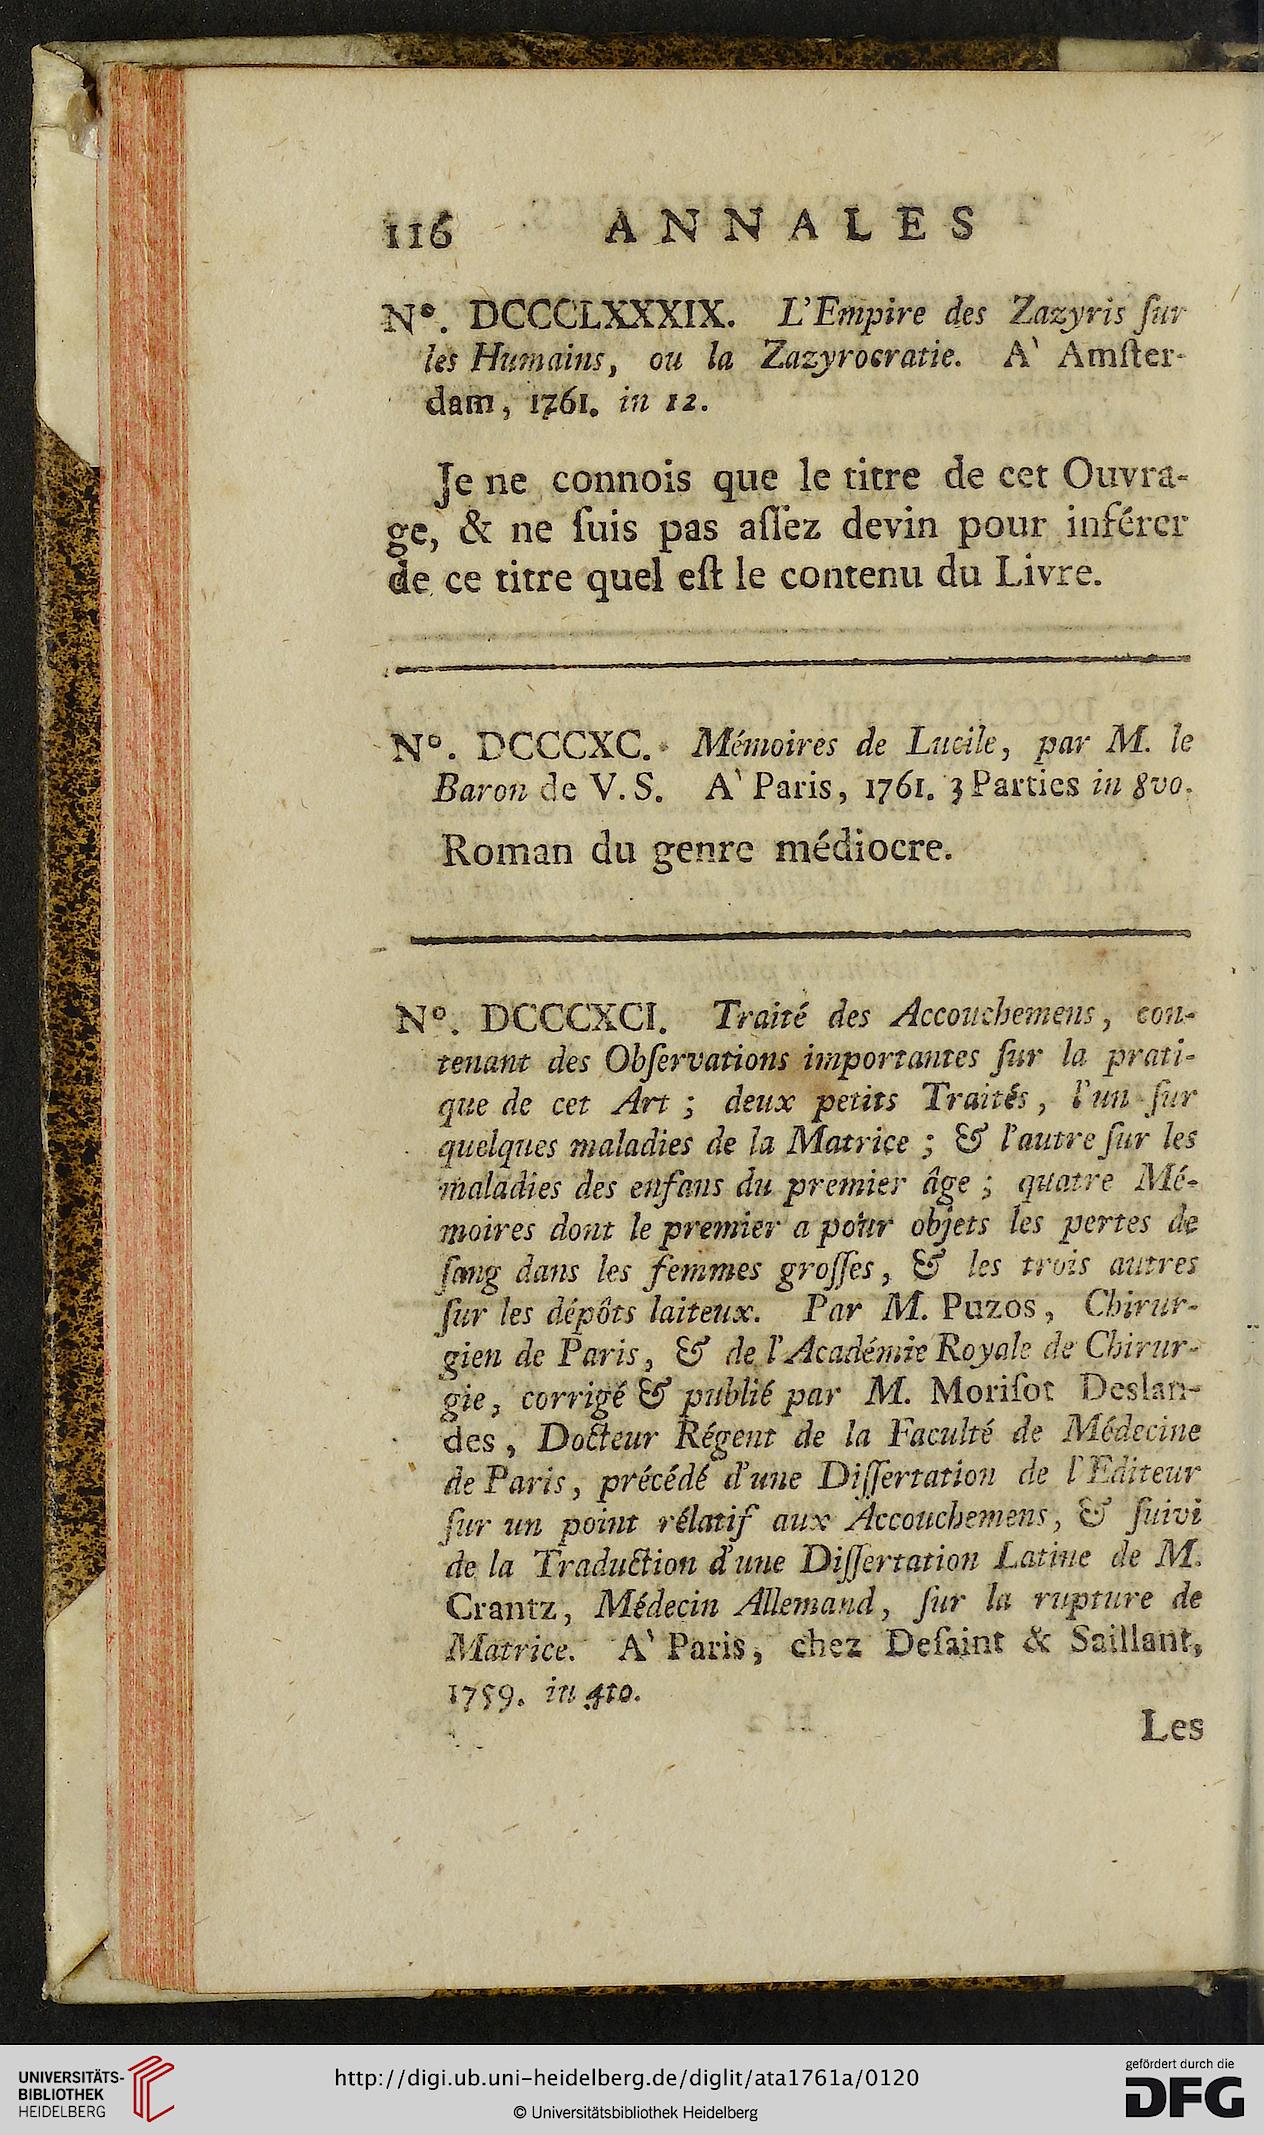 116 ANNALES
N°. DCCCLXXXIX. L'Empire des Zazyris ſur
les Humains, ou la Zazyrocratie. A' Amſter-
dam, 1761. in 12.
Je ne connois que le titre de cet Ouvra-
ge, & ne ſuis pas aſſez devin pour inférer
de ce titre quel eſt le contenu du Livre.
N°. DCCCXC. Mémoires de Lucile, par M. le
Baron de V. S. A' Paris, 1761. 3 Parties in 8vo.
Roman du genre médiocre.
N°. DCCCXCI. Traité des Accouchemens, con-
tenant des Obſervations importantes ſur la prati-
que de cet Art ; deux petits Traités, l'un ſur
quelques maladies de la Matrice ; & l'autre ſur les
maladies des enfans du premier âge ; quatre Mé-
moires dont le premier a pour objets les pertes de
ſang dans les femmes groſſes, & les trois autres
ſur les dépôts laiteux. Par M. Puzos, Chirur-
gien de Paris, & de l'Académie Royale de Chirur-
gie, corrigé & publié par M. Moriſot Deslan-
des, Docteur Régent de la Faculté de Médecine
de Paris, précédé d'une Diſſertation de l'Editeur
ſur un point rélatif aux Accouchemens, & ſuivi
de la Traduction d'une Diſſertation Latine de M.
Crantz, Médecin Allemand, ſur la rupture de
Matrice. A' Paris, chez Deſaint & Saillant,
1759. in 4to.
Les
UNIVERSITÄTS-
BIBLIOTHEK
HEIDELBERG
http://digi.ub.uni-heidelberg.de/diglit/ata1761a/0120
© Universitätsbibliothek Heidelberg
gefördert durch die
DFG